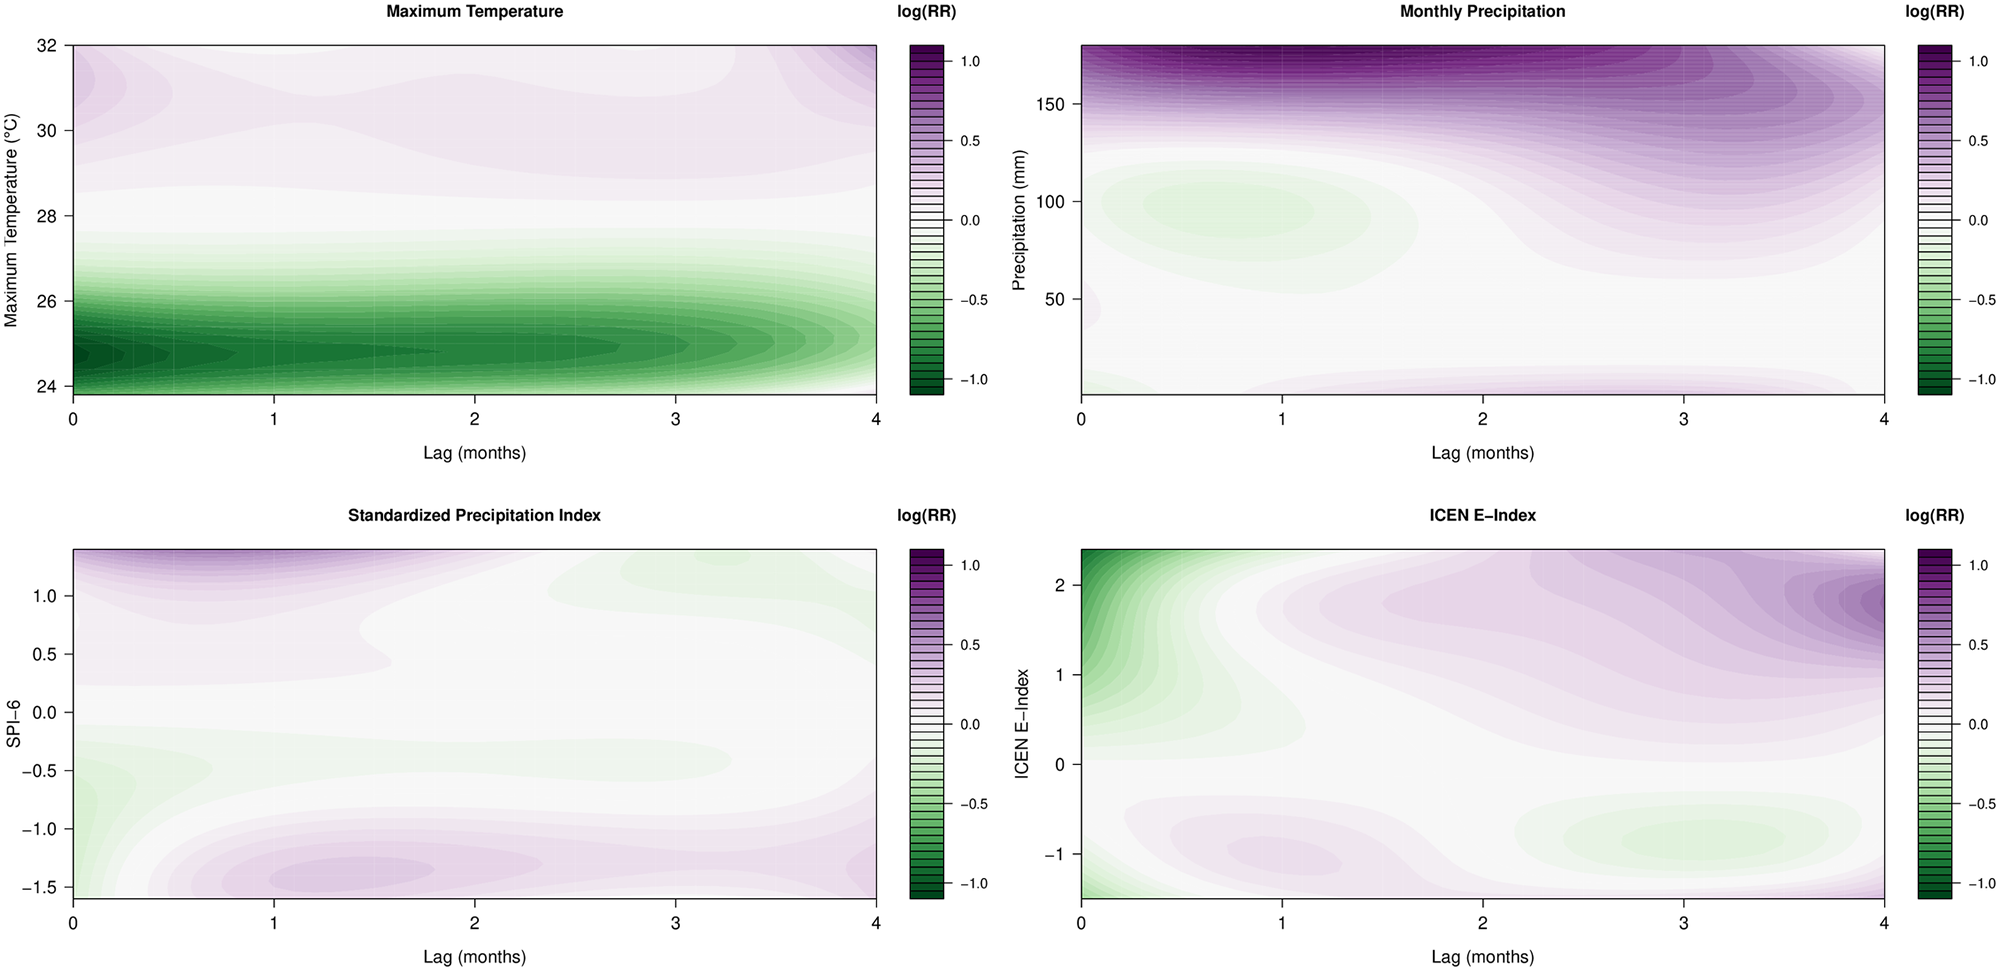 Maximum Temperature
log(RR)
Maximum Temperature (°C)
32
30
28
26
24
0 1 2 3 4
Lag (months)
1.0
0.5
0.0
−0.5
−1.0
Monthly Precipitation
log(RR)
Precipitation (mm)
150
100
50
0 1 2 3 4
Lag (months)
1.0
0.5
0.0
−0.5
−1.0
Standardized Precipitation Index
log(RR)
SPI−6
1.0
0.5
0.0
−0.5
−1.0
−1.5
0 1 2 3 4
Lag (months)
1.0
0.5
0.0
−0.5
−1.0
ICEN E−Index
log(RR)
ICEN E−Index
2
1
0
−1
0 1 2 3 4
Lag (months)
1.0
0.5
0.0
−0.5
−1.0